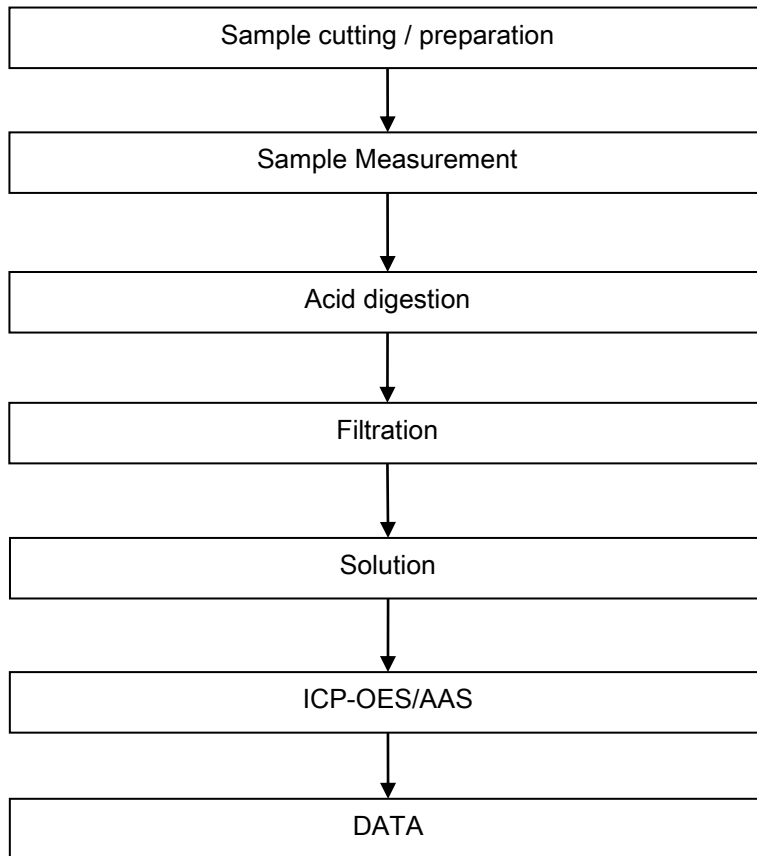 Sample cutting / preparation
Sample Measurement
Acid digestion
Filtration
Solution
ICP-OES/AAS
DATA